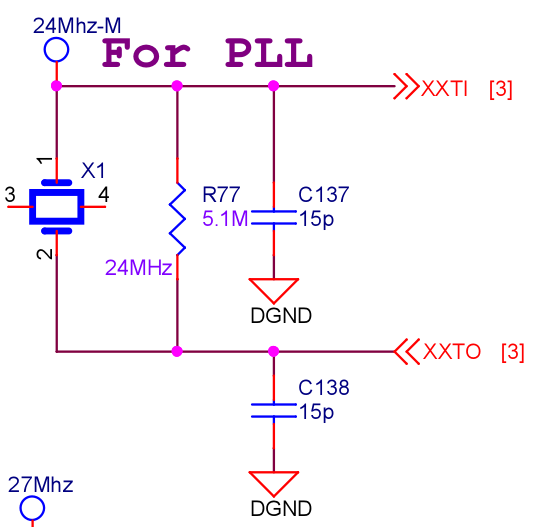 24Mhz-M
For PLL
XXTI [3]
1
X1
3
4
R77
5.1M
C137
15p
2
24MHz
DGND
XXTO [3]
C138
15p
27Mhz
DGND